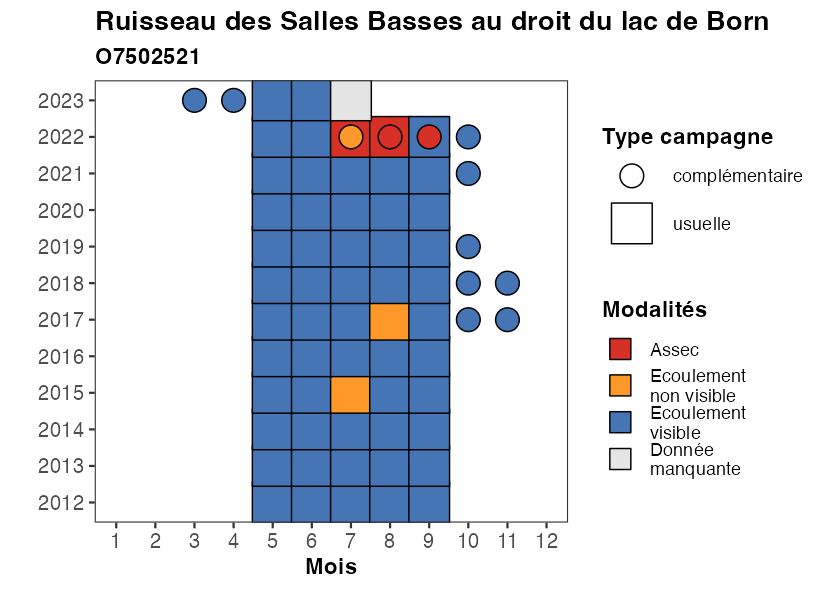 Ruisseau des Salles Basses au droit du lac de Born
O7502521
2023
2022
2021
2020
2019
2018
2017
2016
2015
2014
2013
2012
1 2 3 4 5 6 7 8 9 10 11 12
Mois
Type campagne
complémentaire
usuelle
Modalités
Assec
Ecoulement
non visible
Ecoulement
visible
Donnée
manquante